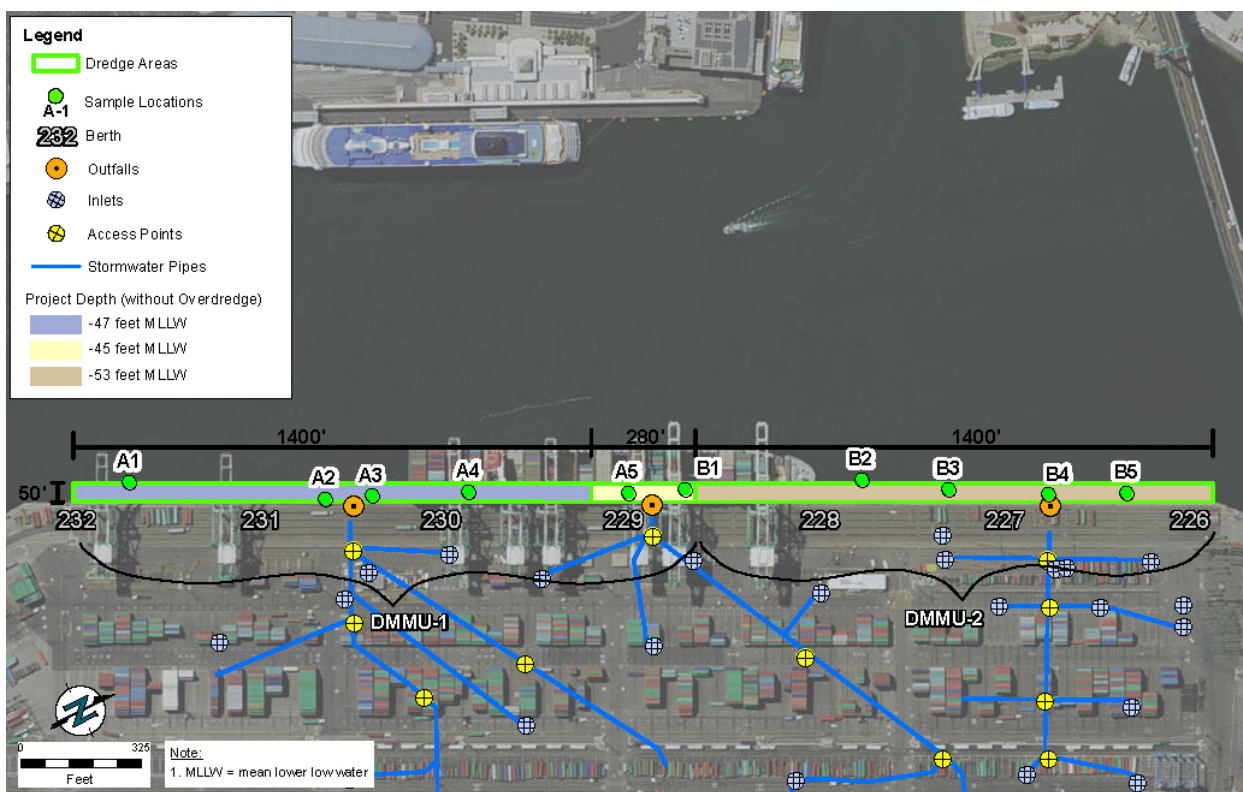 Legend
Dredge Areas
A-1
Sample Locations
232 Berth
Outfalls
Inlets
Access Points
Stormwater Pipes
Project Depth (without Overdredge)
-47 feet MLLW
-45 feet MLLW
-53 feet MLLW
1400' 280' 1400'
50'
A1 A2 A3 A4 A5 B1 B2 B3 B4 B5
232 231 230 229 228 227 226
DMMU-1 DMMU-2
N
0 325
Feet
Note:
1. MLLW = mean lower low water